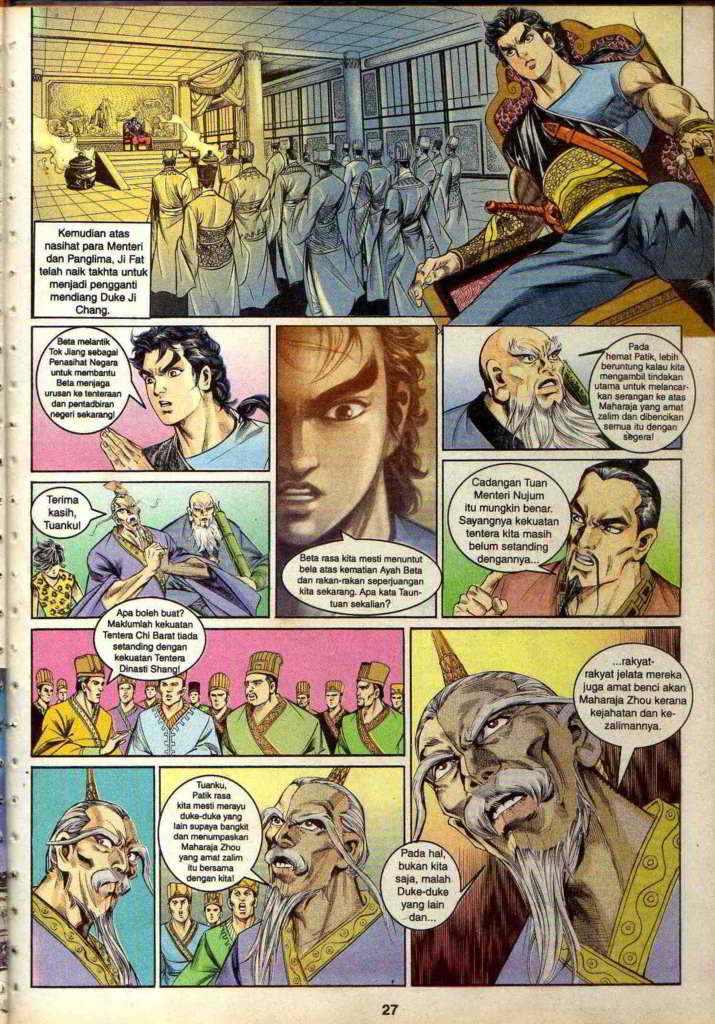 Kemudian atas
nasihat para Menteri
dan Panglima, Ji Fat
telah naik takhta untuk
menjadi pengganti
mendiang Duke Ji
Chang.
Beta melantik
Tok Jiang sebagai
Penasihat Negara
untuk membantu
Beta menjaga
urusan ke tenteraan
dan pentadbiran
negeri sekarang!
Terima
kasih,
Tuanku!
Beta rasa kita mesti menuntut
bela atas kematian Ayah Beta
dan rakan-rakan seperjuangan
kita sekarang. Apa kata Taun-
tuan sekalian?
Pada
hemat Patik, lebih
beruntung kalau kita
mengambil tindakan
utama untuk melancar-
kan serangan ke atas
Maharaja yang amat
zalim dan dibencikan
semua itu dengan
segera!
Cadangan Tuan
Menteri Nujum
itu mungkin benar.
Sayangnya kekuatan
tentera kita masih
belum setanding
dengannya...
Apa boleh buat?
Maklumlah kekuatan
Tentera Chi Barat tiada
setanding dengan
kekuatan Tentera
Dinasti Shang!
Tuanku,
Patik rasa
kita mesti merayu
duke-duke yang
lain supaya bangkit
dan menumpaskan
Maharaja Zhou
yang amat zalim
itu bersama
dengan kita!
Pada hal,
bukan kita
saja, malah
Duke-duke
yang lain
dan...
...rakyat-
rakyat jelata mereka
juga amat benci akan
Maharaja Zhou kerana
kejahatan dan ke-
zalimannya.
27